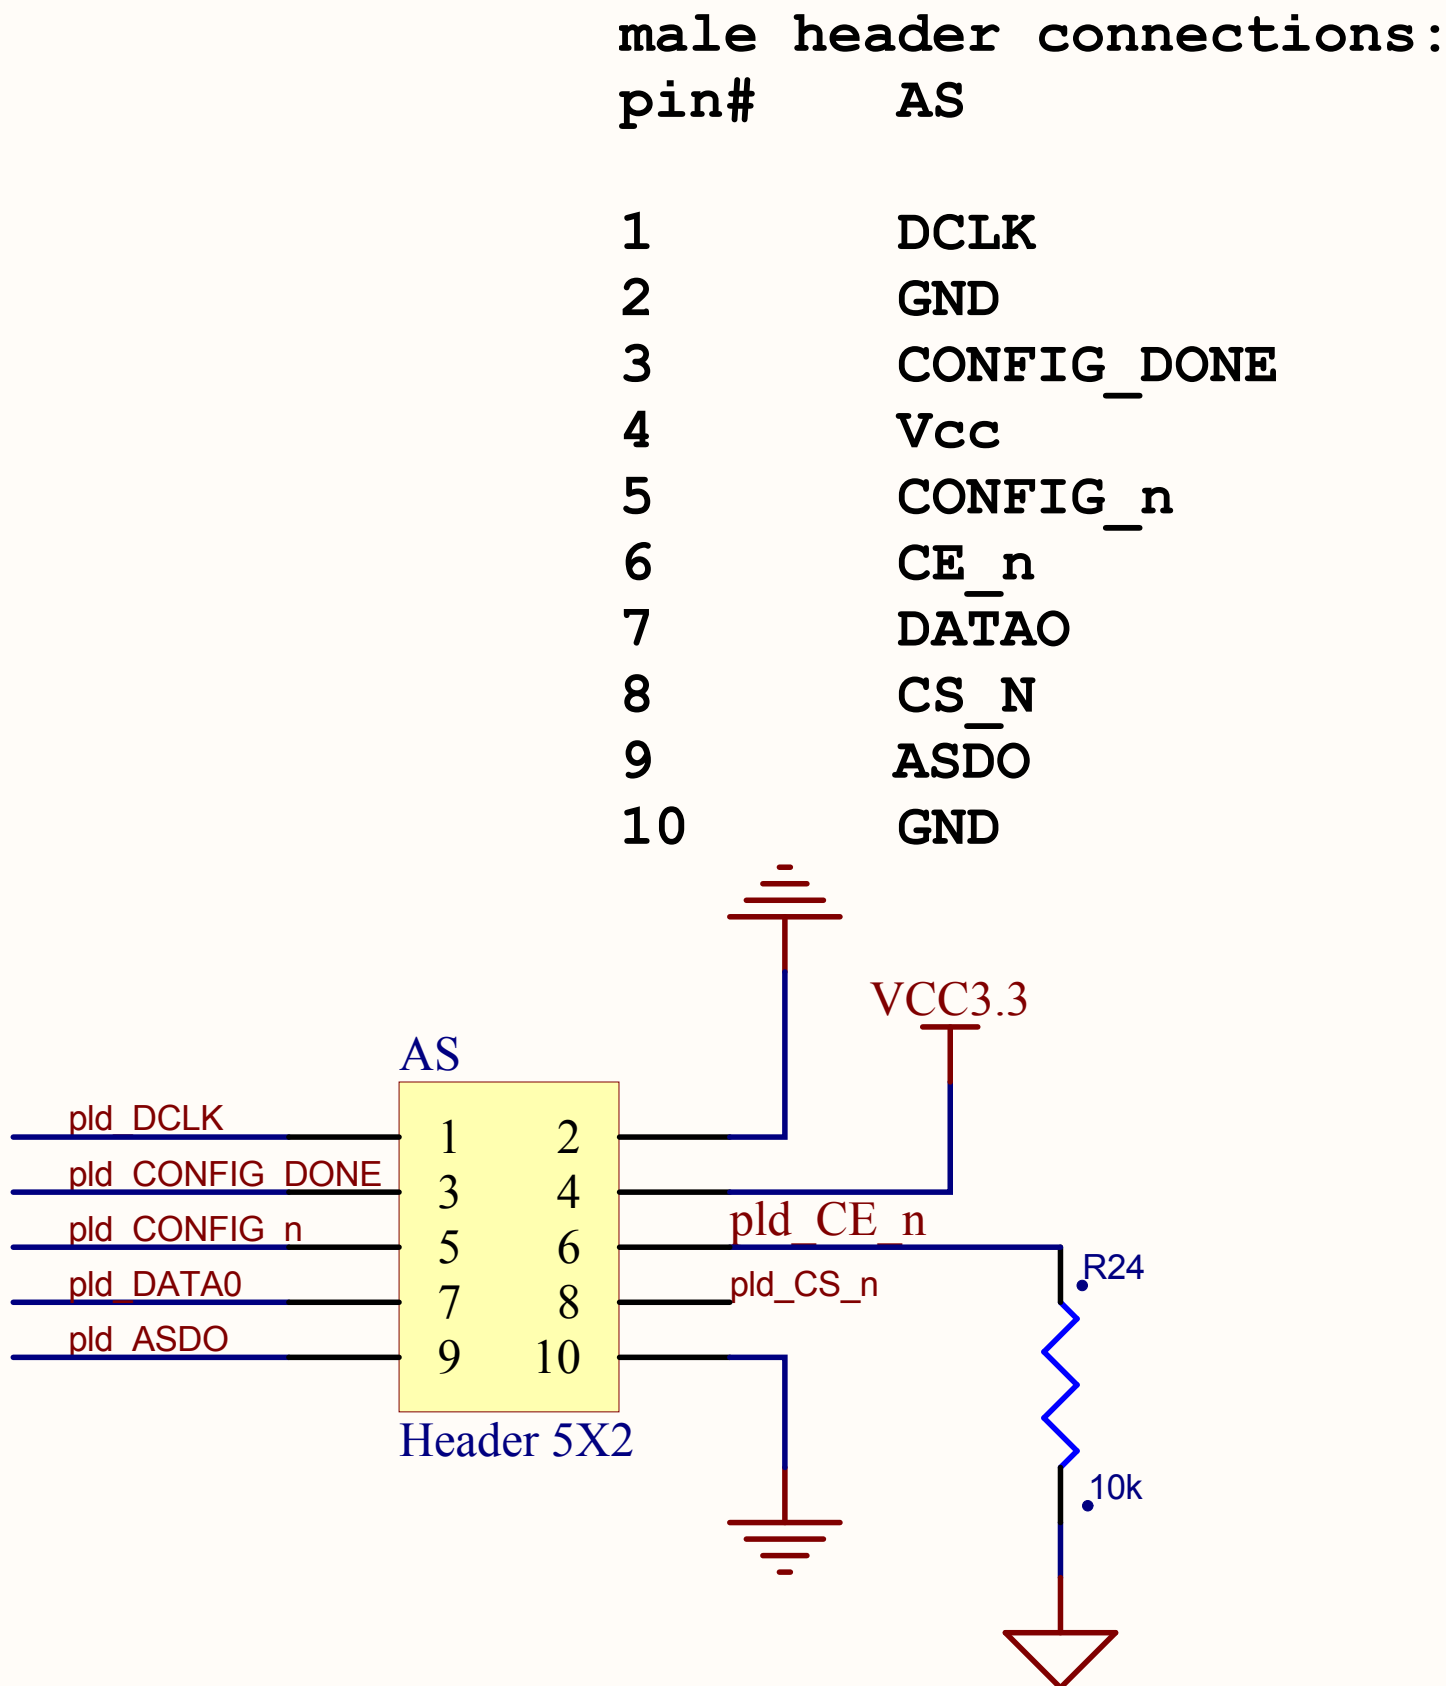 male header connections:
pin# AS
1 DCLK
2 GND
3 CONFIG_DONE
4 Vcc
5 CONFIG_n
6 CE_n
7 DATAO
8 CS_N
9 ASDO
10 GND
VCC3.3
AS
pld_DCLK 1 2
pld_CONFIG_DONE 3 4
pld_CE_n
pld_CONFIG_n 5 6
R24
pld_DATA0 7 8 pld_CS_n
pld_ASDO 9 10
Header 5X2
10k